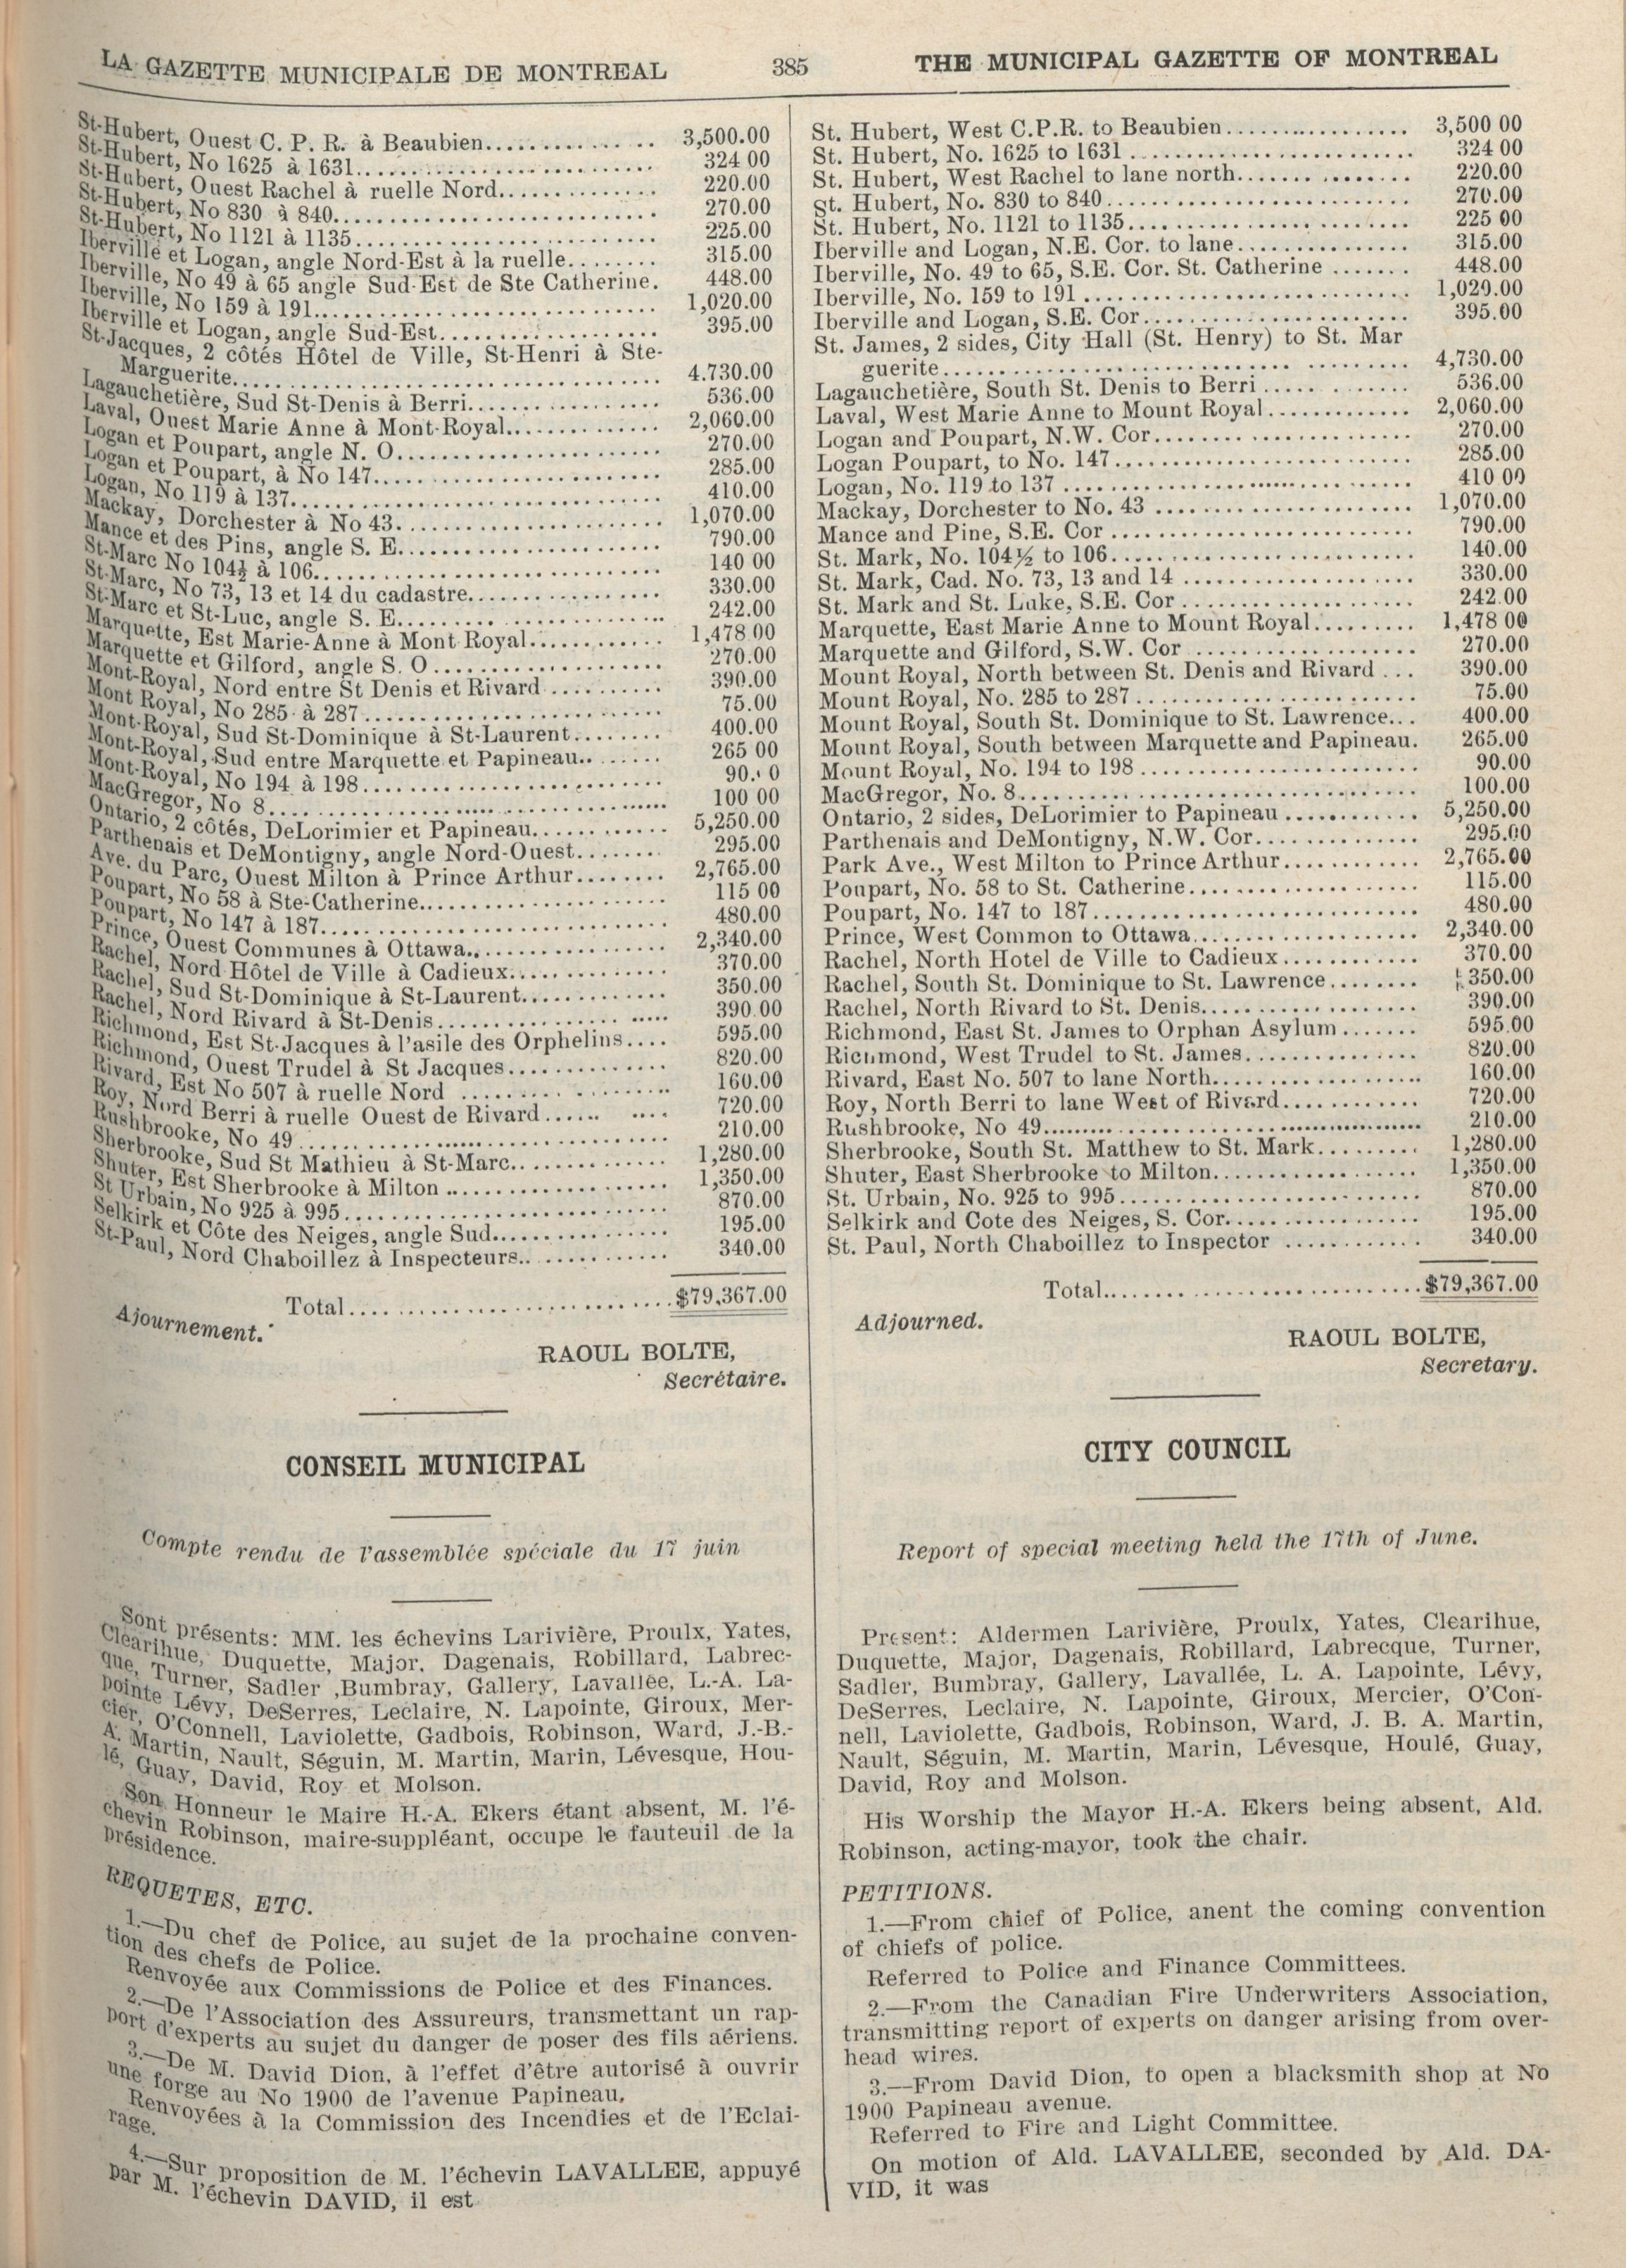 LA GAZETTE MUNICIPALE DE MONTREAL
385
THE MUNICIPAL GAZETTE OF MONTREAL
St-Hubert, Ouest C. P. R. à Beaubien.............. 3,500.00
St-Hubert, No 1625 à 1631........................... 324 00
St-Hubert, Ouest Rachel à ruelle Nord............. 220.00
St-Hubert, No 830 à 840............................. 270.00
St-Hubert, No 1121 à 1135........................... 225.00
Iberville et Logan, angle Nord-Est à la ruelle........ 315.00
Iberville, No 49 à 65 angle Sud-Est de Ste Catherine. 448.00
Iberville, No 159 à 191............................. 1,020.00
Iberville et Logan, angle Sud-Est................... 395.00
St-Jacques, 2 côtés Hôtel de Ville, St-Henri à Ste-
Marguerite....................................... 4.730.00
Lagauchetière, Sud St-Denis à Berri................. 536.00
Laval, Ouest Marie Anne à Mont-Royal.............. 2,060.00
Logan et Poupart, angle N. O........................ 270.00
Logan et Poupart, à No 147......................... 285.00
Logan, No 119 à 137................................. 410.00
Mackay, Dorchester à No 43......................... 1,070.00
Mance et des Pins, angle S. E........................ 790.00
St-Marc No 104½ à 106............................... 140 00
St-Marc, No 73, 13 et 14 du cadastre................. 330.00
St-Marc et St-Luc, angle S. E........................ 242.00
Marquette, Est Marie-Anne à Mont Royal............ 1,478 00
Marquette et Gilford, angle S. O..................... 270.00
Mont-Royal, Nord entre St Denis et Rivard.......... 390.00
Mont Royal, No 285 à 287............................ 75.00
Mont-Royal, Sud St-Dominique à St-Laurent........ 400.00
Mont-Royal, Sud entre Marquette et Papineau....... 265 00
Mont-Royal, No 194 à 198............................ 90.00
MacGregor, No 8.................................... 100 00
Ontario, 2 côtés, DeLorimier et Papineau............ 5,250.00
Parthenais et DeMontigny, angle Nord-Ouest........ 295.00
Ave. du Parc, Ouest Milton à Prince Arthur........ 2,765.00
Poupart, No 58 à Ste-Catherine...................... 115 00
Poupart, No 147 à 187............................... 480.00
Prince, Ouest Communes à Ottawa.................. 2,340.00
Rachel, Nord Hôtel de Ville à Cadieux.............. 370.00
Rachel, Sud St-Dominique à St-Laurent............. 350.00
Rachel, Nord Rivard à St-Denis..................... 390.00
Richmond, Est St-Jacques à l'asile des Orphelins.... 595.00
Richmond, Ouest Trudel à St Jacques............... 820.00
Rivard, Est No 507 à ruelle Nord ................... 160.00
Roy, Nord Berri à ruelle Ouest de Rivard...... .... 720.00
Rushbrooke, No 49.................................. 210.00
Sherbrooke, Sud St Mathieu à St-Marc.............. 1,280.00
Shuter, Est Sherbrooke à Milton .................... 1,350.00
St Urbain, No 925 à 995............................. 870.00
Selkirk et Côte des Neiges, angle Sud................ 195.00
St-Paul, Nord Chaboillez à Inspecteurs.............. 340.00
Total............................. $79,367.00
Ajournement.
RAOUL BOLTE,
Secrétaire.
CONSEIL MUNICIPAL
Compte rendu de l'assemblée spéciale du 17 juin
Sont présents: MM. les échevins Larivière, Proulx, Yates,
Clearihue, Duquette, Major, Dagenais, Robillard, Labrec-
que, Turner, Sadler ,Bumbray, Gallery, Lavallée, L.-A. La-
pointe Lévy, DeSerres, Leclaire, N. Lapointe, Giroux, Mer-
cier, O'Connell, Laviolette, Gadbois, Robinson, Ward, J.-B.-
A. Martin, Nault, Séguin, M. Martin, Marin, Lévesque, Hou-
lé, Guay, David, Roy et Molson.
Son Honneur le Maire H.-A. Ekers étant absent, M. l'é-
chevin Robinson, maire-suppléant, occupe le fauteuil de la
présidence.
REQUETES, ETC.
1.—Du chef de Police, au sujet de la prochaine conven-
tion des chefs de Police.
Renvoyée aux Commissions de Police et des Finances.
2.—De l'Association des Assureurs, transmettant un rap-
port d'experts au sujet du danger de poser des fils aériens.
3.—De M. David Dion, à l'effet d'être autorisé à ouvrir
une forge au No 1900 de l'avenue Papineau.
Renvoyées à la Commission des Incendies et de l'Eclai-
rage.
4.—Sur proposition de M. l'échevin LAVALLEE, appuyé
par M. l'échevin DAVID, il est
St. Hubert, West C.P.R. to Beaubien................. 3,500 00
St. Hubert, No. 1625 to 1631 ......................... 324 00
St. Hubert, West Rachel to lane north............... 220.00
St. Hubert, No. 830 to 840........................... 270.00
St. Hubert, No. 1121 to 1135......................... 225 00
Iberville and Logan, N.E. Cor. to lane............... 315.00
Iberville, No. 49 to 65, S.E. Cor. St. Catherine ....... 448.00
Iberville, No. 159 to 191 ............................. 1,020.00
Iberville and Logan, S.E. Cor........................ 395.00
St. James, 2 sides, City Hall (St. Henry) to St. Mar
guerite........................................... 4,730.00
Lagauchetière, South St. Denis to Berri .............. 536.00
Laval, West Marie Anne to Mount Royal............. 2,060.00
Logan and Poupart, N.W. Cor....................... 270.00
Logan Poupart, to No. 147........................... 285.00
Logan, No. 119 to 137 ............................... 410 00
Mackay, Dorchester to No. 43 ....................... 1,070.00
Mance and Pine, S.E. Cor ........................... 790.00
St. Mark, No. 104½ to 106........................... 140.00
St. Mark, Cad. No. 73, 13 and 14 .................... 330.00
St. Mark and St. Luke, S.E. Cor ..................... 242.00
Marquette, East Marie Anne to Mount Royal......... 1,478 00
Marquette and Gilford, S.W. Cor .................... 270.00
Mount Royal, North between St. Denis and Rivard ... 390.00
Mount Royal, No. 285 to 287......................... 75.00
Mount Royal, South St. Dominique to St. Lawrence... 400.00
Mount Royal, South between Marquette and Papineau. 265.00
Mount Royal, No. 194 to 198 ......................... 90.00
MacGregor, No. 8................................... 100.00
Ontario, 2 sides, DeLorimier to Papineau ............ 5,250.00
Parthenais and DeMontigny, N.W. Cor.............. 295.00
Park Ave., West Milton to Prince Arthur............ 2,765.00
Poupart, No. 58 to St. Catherine..................... 115.00
Poupart, No. 147 to 187............................. 480.00
Prince, West Common to Ottawa.................... 2,340.00
Rachel, North Hotel de Ville to Cadieux............ 370.00
Rachel, South St. Dominique to St. Lawrence........ 350.00
Rachel, North Rivard to St. Denis................... 390.00
Richmond, East St. James to Orphan Asylum....... 595.00
Richmond, West Trudel to St. James............... 820.00
Rivard, East No. 507 to lane North.................. 160.00
Roy, North Berri to lane West of Rivard............ 720.00
Rushbrooke, No 49................................. 210.00
Sherbrooke, South St. Matthew to St. Mark......... 1,280.00
Shuter, East Sherbrooke to Milton.................. 1,350.00
St. Urbain, No. 925 to 995........................... 870.00
Selkirk and Cote des Neiges, S. Cor................. 195.00
St. Paul, North Chaboillez to Inspector ............ 340.00
Total............................. $79,367.00
Adjourned.
RAOUL BOLTE,
Secretary.
CITY COUNCIL
Report of special meeting held the 17th of June.
Present: Aldermen Larivière, Proulx, Yates, Clearihue,
Duquette, Major, Dagenais, Robillard, Labrecque, Turner,
Sadler, Bumbray, Gallery, Lavallée, L. A. Lapointe, Lévy,
DeSerres, Leclaire, N. Lapointe, Giroux, Mercier, O'Con-
nell, Laviolette, Gadbois, Robinson, Ward, J. B. A. Martin,
Nault, Séguin, M. Martin, Marin, Lévesque, Houlé, Guay,
David, Roy and Molson.
His Worship the Mayor H.-A. Ekers being absent, Ald.
Robinson, acting-mayor, took the chair.
PETITIONS.
1.—From chief of Police, anent the coming convention
of chiefs of police.
Referred to Police and Finance Committees.
2.—From the Canadian Fire Underwriters Association,
transmitting report of experts on danger arising from over-
head wires.
3.—From David Dion, to open a blacksmith shop at No
1900 Papineau avenue.
Referred to Fire and Light Committee.
On motion of Ald. LAVALLEE, seconded by Ald. DA-
VID, it was